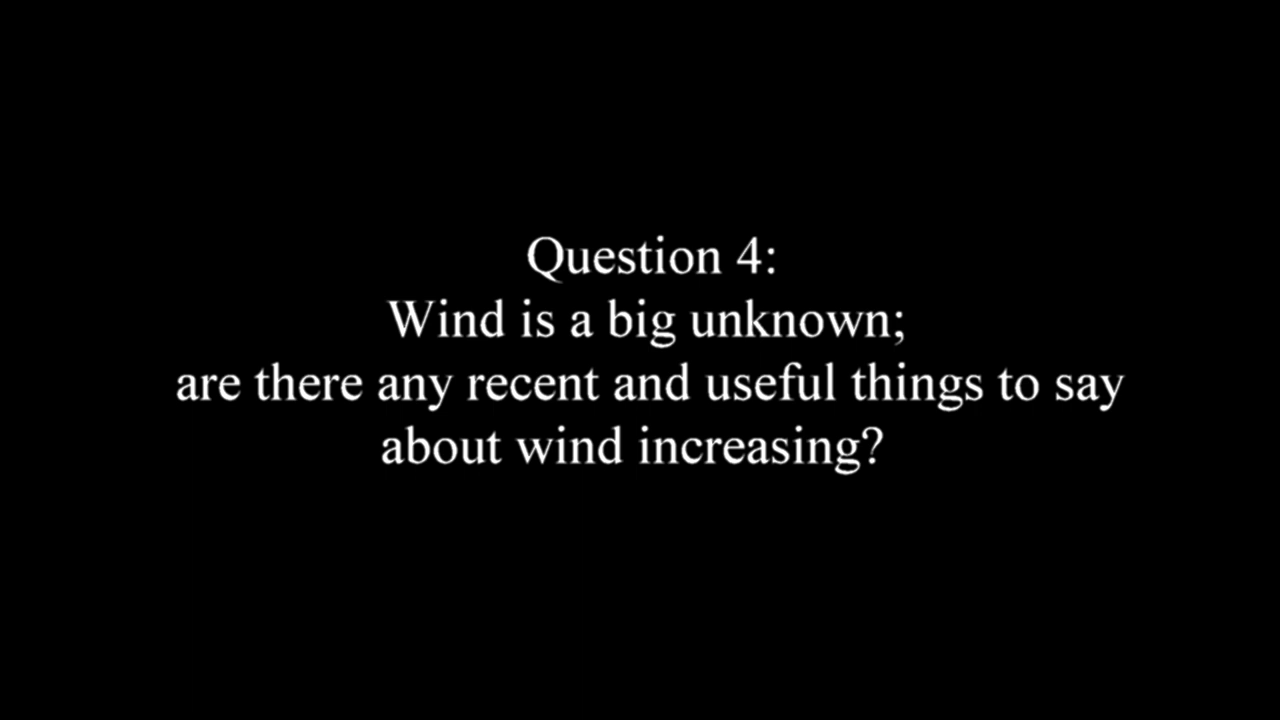 Question 4:
Wind is a big unknown;
are there any recent and useful things to say
about wind increasing?